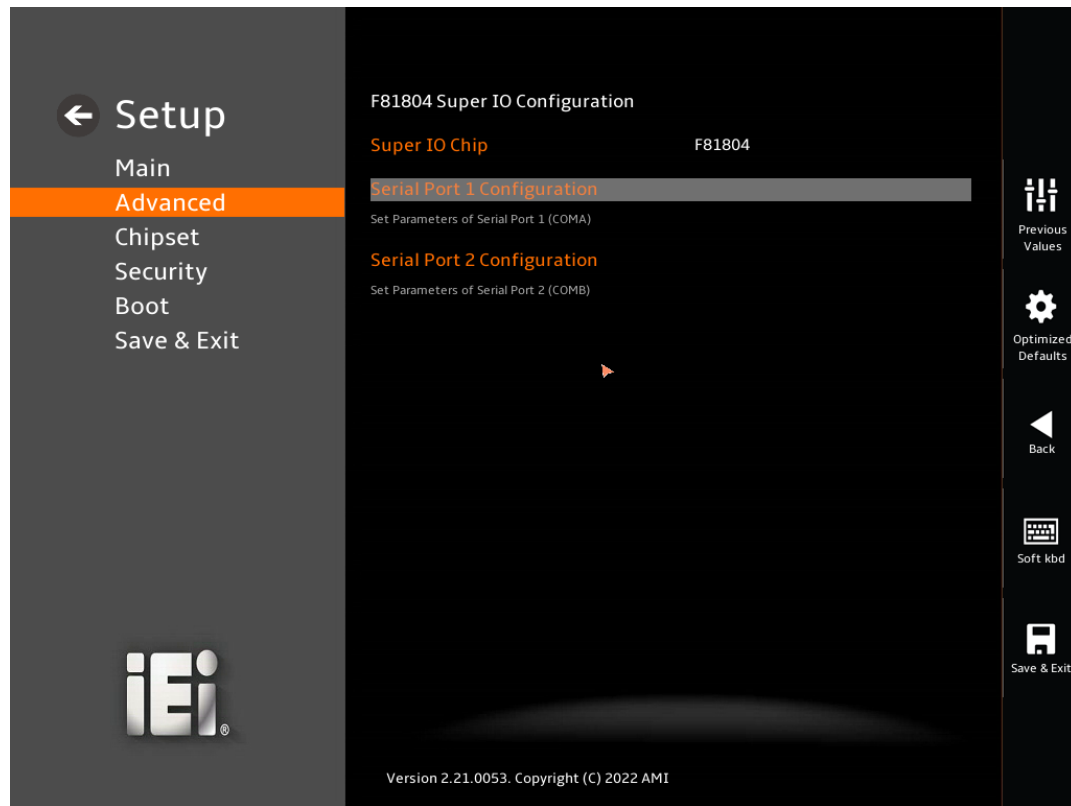 Setup
Main
Advanced
Chipset
Security
Boot
Save & Exit
iEi®
F81804 Super IO Configuration
Super IO Chip F81804
Serial Port 1 Configuration
Set Parameters of Serial Port 1 (COMA)
Serial Port 2 Configuration
Set Parameters of Serial Port 2 (COMB)
Version 2.21.0053. Copyright (C) 2022 AMI
Previous
Values
Optimized
Defaults
Back
Soft kbd
Save & Exit